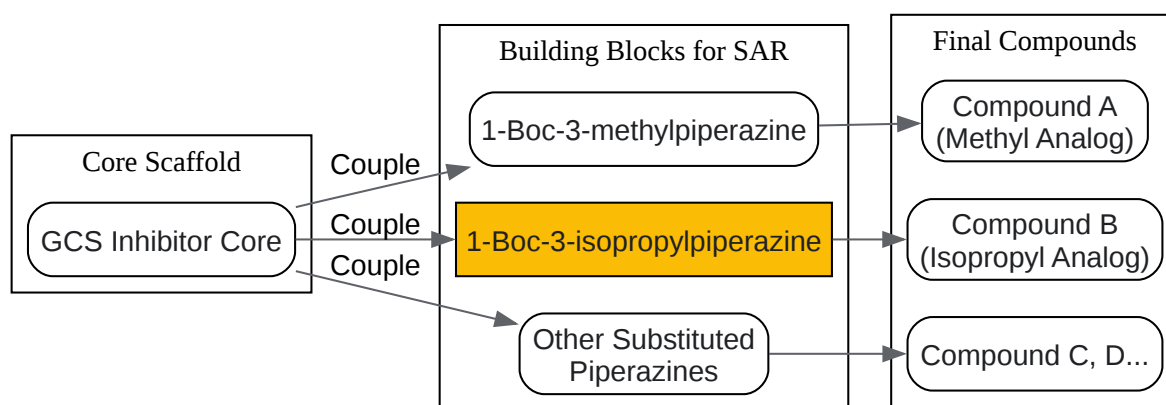 Core Scaffold
GCS Inhibitor Core
Couple
Couple
Couple
Building Blocks for SAR
1-Boc-3-methylpiperazine
1-Boc-3-isopropylpiperazine
Other Substituted
Piperazines
Final Compounds
Compound A
(Methyl Analog)
Compound B
(Isopropyl Analog)
Compound C, D...